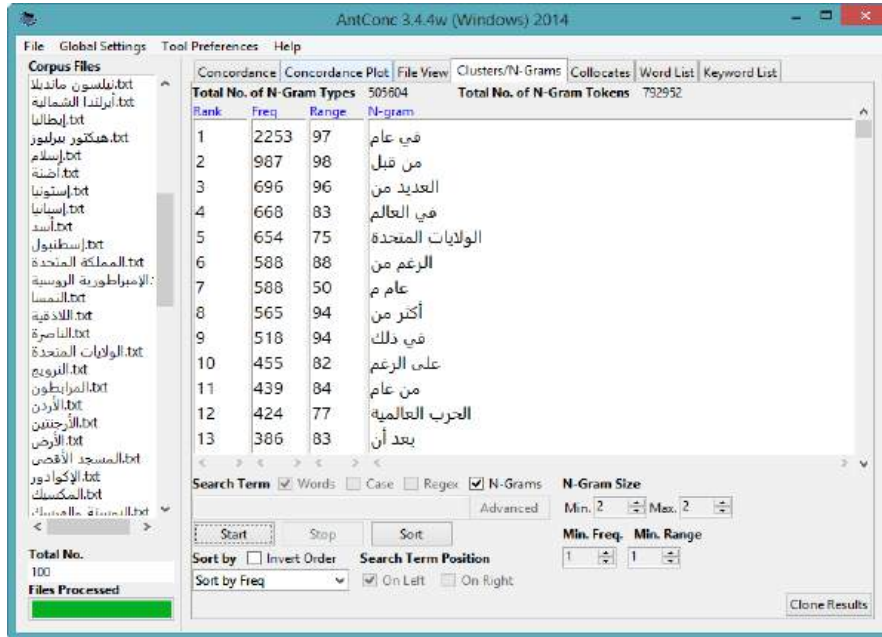 AntConc 3.4.4w (Windows) 2014
File Global Settings Tool Preferences Help
Corpus Files
نيلسون مانديلا.txt
أيرلندا الشمالية.txt
إيطاليا.txt
هيكتور بيرليوز.txt
إسلام.txt
أضنة.txt
إستونيا.txt
إسبانيا.txt
أسد.txt
إسطنبول.txt
المملكة المتحدة.txt
الإمبراطورية الروسية
النمسا.txt
اللاذقية.txt
الناصرة.txt
الولايات المتحدة.txt
النرويج.txt
المرابطون.txt
الأردن.txt
الأرجنتين.txt
الأرض.txt
المسجد الأقصى.txt
الإكوادور.txt
المكسيك.txt
Total No.
100
Files Processed
Concordance Concordance Plot File View Clusters/N-Grams Collocates Word List Keyword List
Total No. of N-Gram Types 505604 Total No. of N-Gram Tokens 792952
Rank Freq Range N-gram
1 2253 97 في عام
2 987 98 من قبل
3 696 96 العديد من
4 668 83 في العالم
5 654 75 الولايات المتحدة
6 588 88 الرغم من
7 588 50 عام م
8 565 94 أكثر من
9 518 94 في ذلك
10 455 82 على الرغم
11 439 84 من عام
12 424 77 الحرب العالمية
13 386 83 بعد أن
Search Term Words Case Regex N-Grams N-Gram Size
Advanced Min. 2 Max. 2
Start Stop Sort Min. Freq. Min. Range
Sort by Invert Order Search Term Position 1 1
Sort by Freq On Left On Right
Clone Results